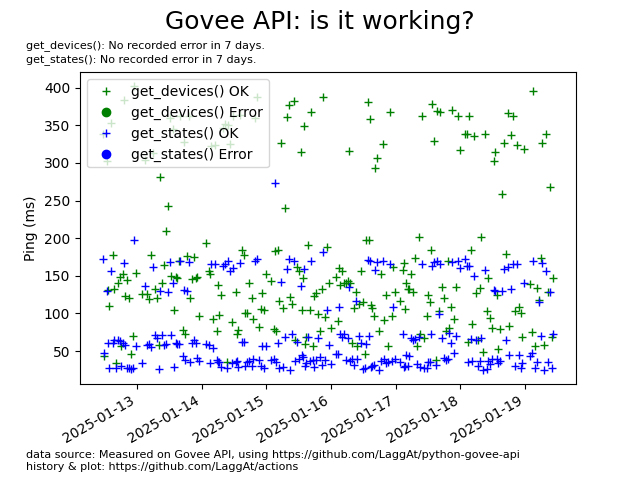 Govee API: is it working?
get_devices(): No recorded error in 7 days.
get_states(): No recorded error in 7 days.
get_devices() OK
get_devices() Error
get_states() OK
get_states() Error
Ping (ms)
400
350
300
250
200
150
100
50
2025-01-13
2025-01-14
2025-01-15
2025-01-16
2025-01-17
2025-01-18
2025-01-19
data source: Measured on Govee API, using https://github.com/LaggAt/python-govee-api
history & plot: https://github.com/LaggAt/actions